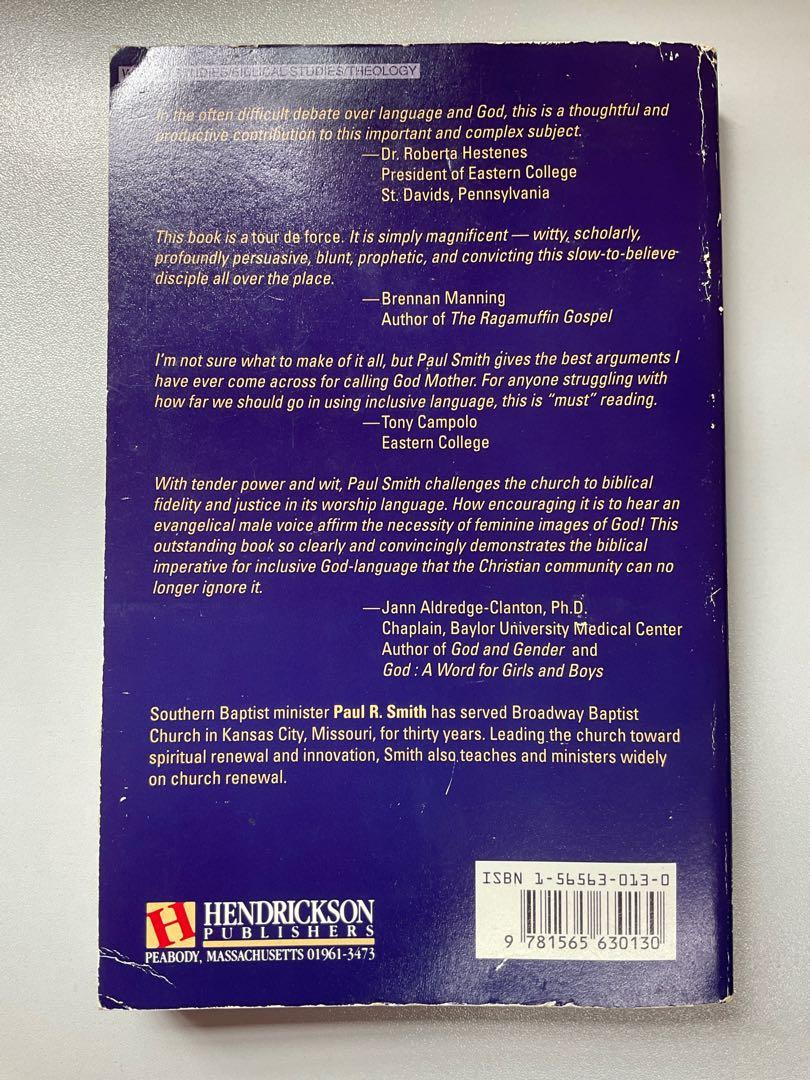 STUDIES/BIBLICAL STUDIES/THEOLOGY
In the often difficult debate over language and God, this is a thoughtful and
productive contribution to this important and complex subject.
—Dr. Roberta Hestenes
President of Eastern College
St. Davids, Pennsylvania
This book is a tour de force. It is simply magnificent — witty, scholarly,
profoundly persuasive, blunt, prophetic, and convicting this slow-to-believe
disciple all over the place.
—Brennan Manning
Author of The Ragamuffin Gospel
I'm not sure what to make of it all, but Paul Smith gives the best arguments I
have ever come across for calling God Mother. For anyone struggling with
how far we should go in using inclusive language, this is “must” reading.
—Tony Campolo
Eastern College
With tender power and wit, Paul Smith challenges the church to biblical
fidelity and justice in its worship language. How encouraging it is to hear an
evangelical male voice affirm the necessity of feminine images of God! This
outstanding book so clearly and convincingly demonstrates the biblical
imperative for inclusive God-language that the Christian community can no
longer ignore it.
—Jann Aldredge-Clanton, Ph.D.
Chaplain, Baylor University Medical Center
Author of God and Gender and
God : A Word for Girls and Boys
Southern Baptist minister Paul R. Smith has served Broadway Baptist
Church in Kansas City, Missouri, for thirty years. Leading the church toward
spiritual renewal and innovation, Smith also teaches and ministers widely
on church renewal.
ISBN 1-56563-013-0
9 781565 630130
H HENDRICKSON
PUBLISHERS
PEABODY, MASSACHUSETTS 01961-3473